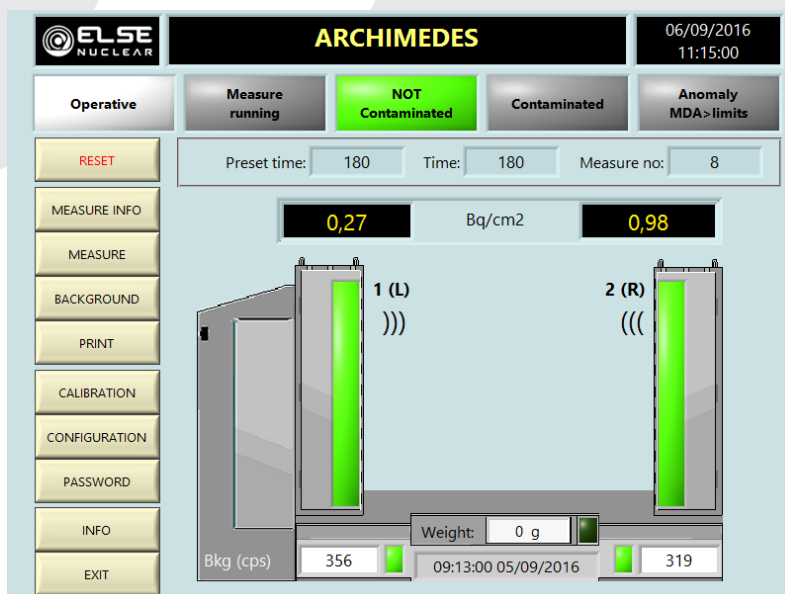 ELSE
NUCLEAR
ARCHIMEDES
06/09/2016
11:15:00
Operative
Measure
running
NOT
Contaminated
Contaminated
Anomaly
MDA>limits
RESET
Preset time: 180 Time: 180 Measure no: 8
MEASURE INFO
0,27 Bq/cm2 0,98
MEASURE
1 (L) 2 (R)
))) (((
BACKGROUND
PRINT
CALIBRATION
CONFIGURATION
PASSWORD
INFO
Weight: 0 g
Bkg (cps) 356 09:13:00 05/09/2016 319
EXIT